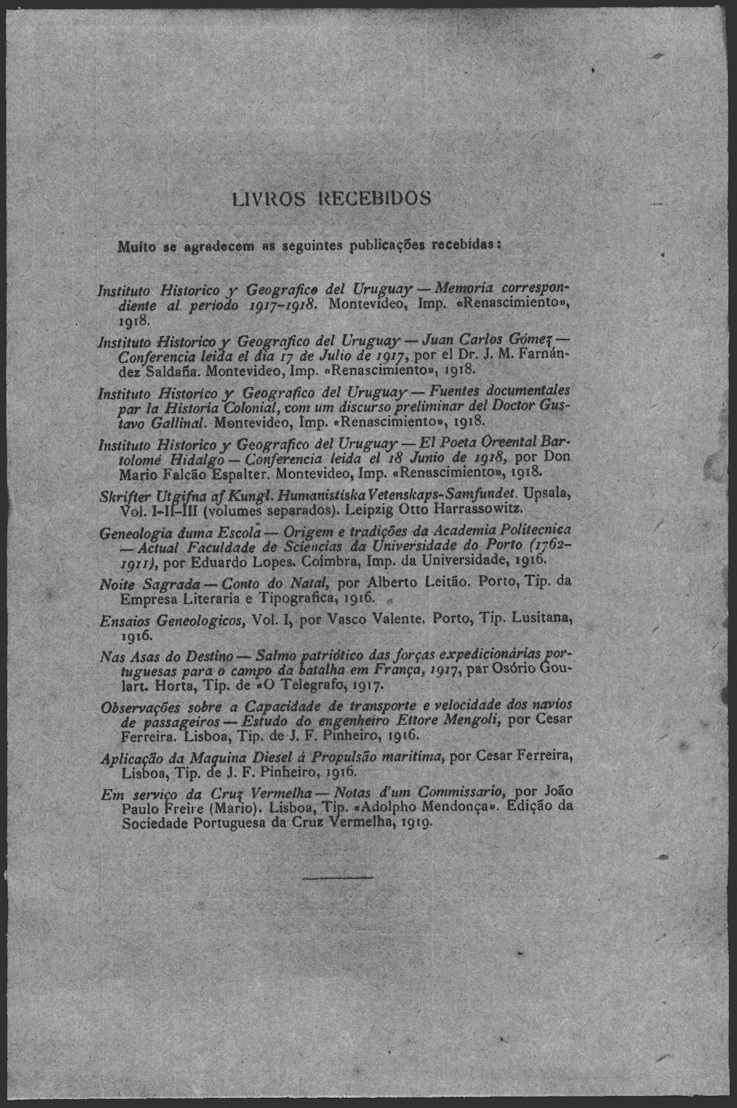 LIVROS RECEBIDOS
Muito se agradecem as seguintes publicações recebidas:
Instituto Historico y Geografico del Uruguay — Memoria correspon-
diente al periodo 1917-1918. Montevideo, Imp. «Renascimiento»,
1918.
Instituto Historico y Geografico del Uruguay — Juan Carlos Gómez —
Conferencia leida el dia 17 de Julio de 1917, por el Dr. J. M. Farnán-
dez Saldaña. Montevideo, Imp. «Renascimiento», 1918.
Instituto Historico y Geografico del Uruguay — Fuentes documentales
par la Historia Colonial, com um discurso preliminar del Doctor Gus-
tavo Gallinal. Montevideo, Imp. «Renascimiento», 1918.
Instituto Historico y Geografico del Uruguay — El Poeta Oreental Bar-
tolomé Hidalgo — Conferencia leida el 18 Junio de 1918, por Don
Mario Falcão Espalter. Montevideo, Imp. «Renascimiento», 1918.
Skrifter Utgifna af Kungl. Humanistiska Vetenskaps-Samfundet. Upsala,
Vol. I-II-III (volumes separados). Leipzig Otto Harrassowitz.
Geneologia duma Escola — Origem e tradições da Academia Politecnica
— Actual Faculdade de Sciencias da Universidade do Porto (1762-
1911), por Eduardo Lopes. Coimbra, Imp. da Universidade, 1916.
Noite Sagrada — Conto do Natal, por Alberto Leitão. Porto, Tip. da
Empresa Literaria e Tipografica, 1916.
Ensaios Geneologicos, Vol. I, por Vasco Valente. Porto, Tip. Lusitana,
1916.
Nas Asas do Destino — Salmo patriótico das forças expedicionárias por-
tuguesas para o campo da batalha em França, 1917, par Osório Gou-
lart. Horta, Tip. de «O Telegrafo, 1917.
Observações sobre a Capacidade de transporte e velocidade dos navios
de passageiros — Estudo do engenheiro Ettore Mengoli, por Cesar
Ferreira. Lisboa, Tip. de J. F. Pinheiro, 1916.
Aplicação da Maquina Diesel á Propulsão maritima, por Cesar Ferreira,
Lisboa, Tip. de J. F. Pinheiro, 1916.
Em serviço da Cruz Vermelha — Notas d'um Commissario, por João
Paulo Freire (Mario). Lisboa, Tip. «Adolpho Mendonça». Edição da
Sociedade Portuguesa da Cruz Vermelha, 1919.